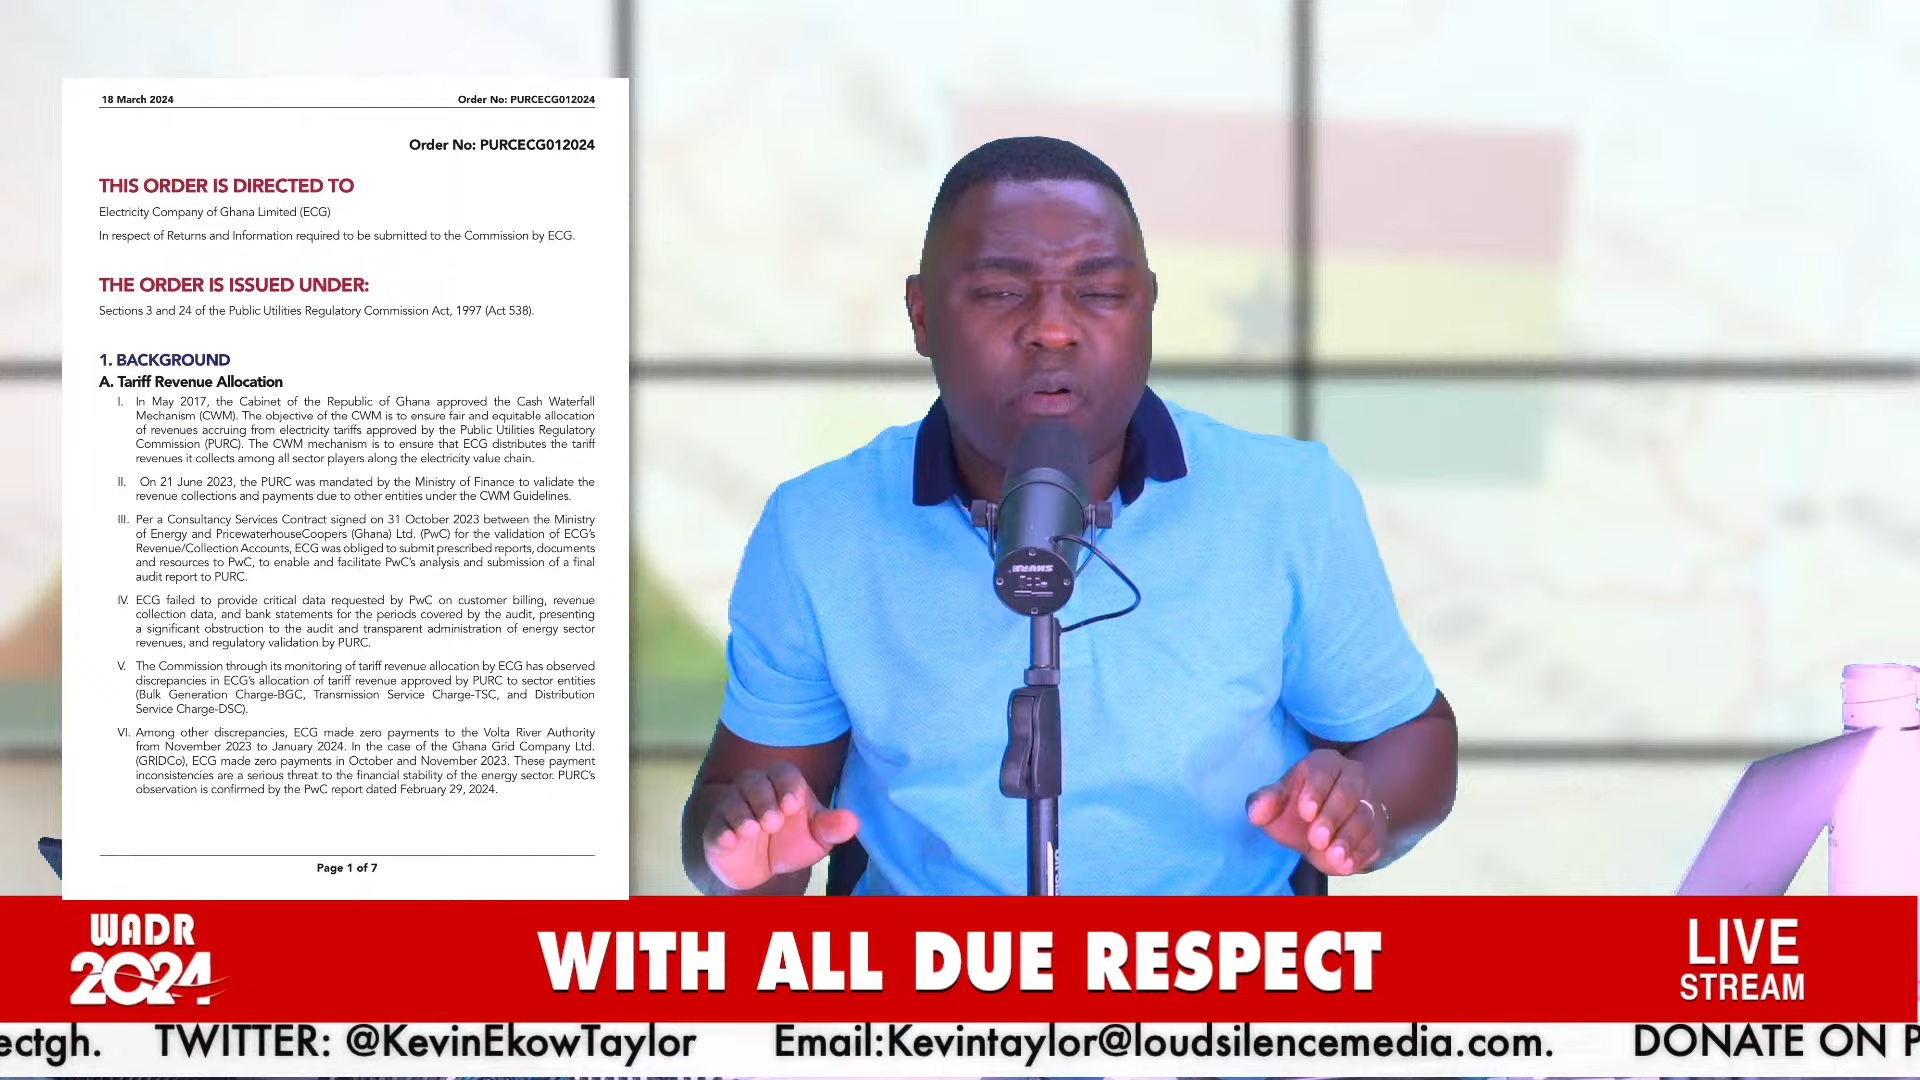 18 March 2024 Order No: PURCECG012024
Order No: PURCECG012024
THIS ORDER IS DIRECTED TO
Electricity Company of Ghana Limited (ECG)
In respect of Returns and Information required to be submitted to the Commission by ECG.
THE ORDER IS ISSUED UNDER:
Sections 3 and 24 of the Public Utilities Regulatory Commission Act, 1997 (Act 538).
1. BACKGROUND
A. Tariff Revenue Allocation
I. In May 2017, the Cabinet of the Republic of Ghana approved the Cash Waterfall
Mechanism (CWM). The objective of the CWM is to ensure fair and equitable allocation
of revenues accruing from electricity tariffs approved by the Public Utilities Regulatory
Commission (PURC). The CWM mechanism is to ensure that ECG distributes the tariff
revenues it collects among all sector players along the electricity value chain.
II. On 21 June 2023, the PURC was mandated by the Ministry of Finance to validate the
revenue collections and payments due to other entities under the CWM Guidelines.
III. Per a Consultancy Services Contract signed on 31 October 2023 between the Ministry
of Energy and PricewaterhouseCoopers (Ghana) Ltd. (PwC) for the validation of ECG's
Revenue/Collection Accounts, ECG was obliged to submit prescribed reports, documents
and resources to PwC, to enable and facilitate PwC's analysis and submission of a final
audit report to PURC.
IV. ECG failed to provide critical data requested by PwC on customer billing, revenue
collection data, and bank statements for the periods covered by the audit, presenting
a significant obstruction to the audit and transparent administration of energy sector
revenues, and regulatory validation by PURC.
V. The Commission through its monitoring of tariff revenue allocation by ECG has observed
discrepancies in ECG's allocation of tariff revenue approved by PURC to sector entities
(Bulk Generation Charge-BGC, Transmission Service Charge-TSC, and Distribution
Service Charge-DSC).
VI. Among other discrepancies, ECG made zero payments to the Volta River Authority
from November 2023 to January 2024. In the case of the Ghana Grid Company Ltd.
(GRIDCo), ECG made zero payments in October and November 2023. These payment
inconsistencies are a serious threat to the financial stability of the energy sector. PURC's
observation is confirmed by the PwC report dated February 29, 2024.
Page 1 of 7
SHURE
WADR
2024
WITH ALL DUE RESPECT
LIVE
STREAM
ectgh. TWITTER: @KevinEkowTaylor Email:Kevintaylor@loudsilencemedia.com. DONATE ON P